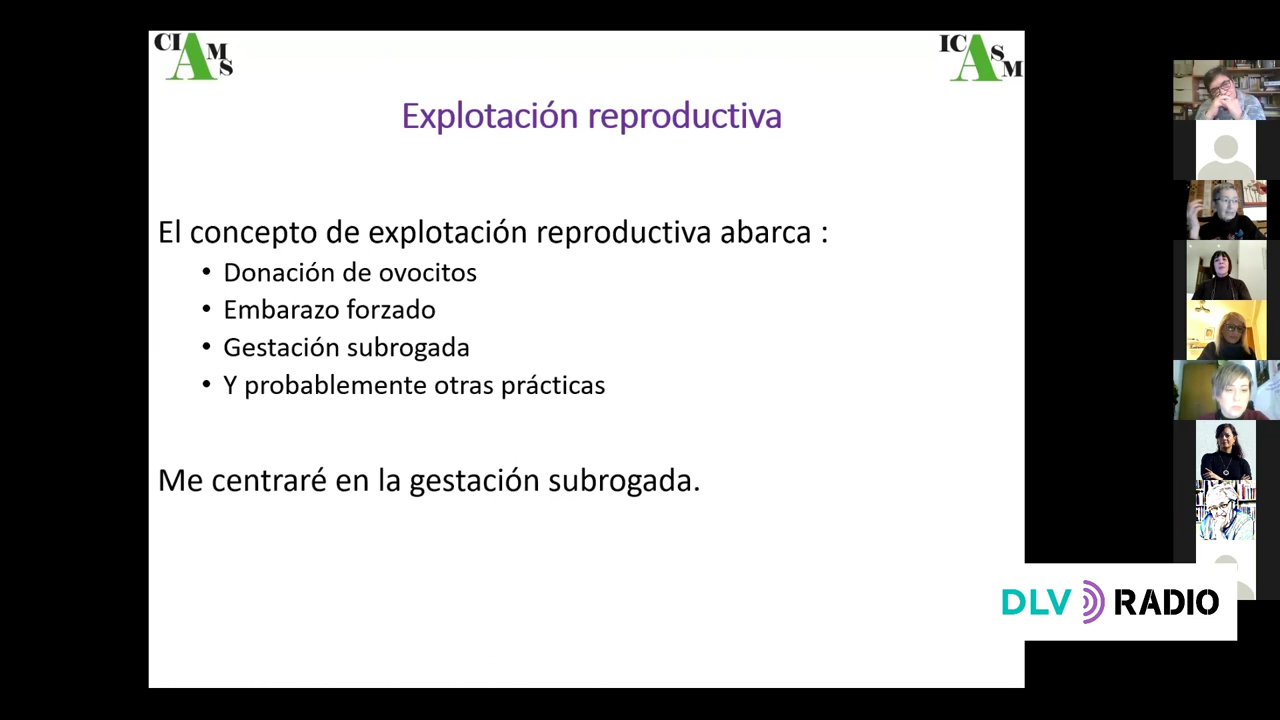 CIAMS
ICASM
Explotación reproductiva
El concepto de explotación reproductiva abarca :
• Donación de ovocitos
• Embarazo forzado
• Gestación subrogada
• Y probablemente otras prácticas
Me centraré en la gestación subrogada.
DLV RADIO